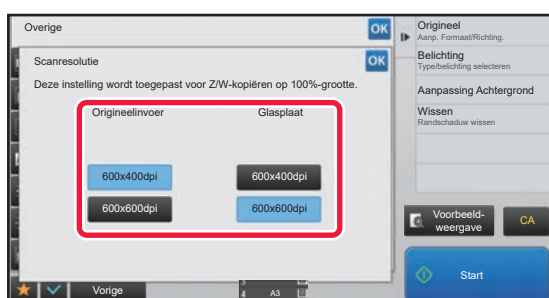 Overige
OK
Scanresolutie
OK
Deze instelling wordt toegepast voor Z/W-kopiëren op 100%-grootte.
Origineelinvoer
Glasplaat
600x400dpi
600x400dpi
600x600dpi
600x600dpi
Vorige
4 A3
Origineel
Aanp. Formaat/Richting.
Belichting
Type/belichting selecteren
Aanpassing Achtergrond
Wissen
Randschaduw wissen
Voorbeeld-
weergave
CA
Start